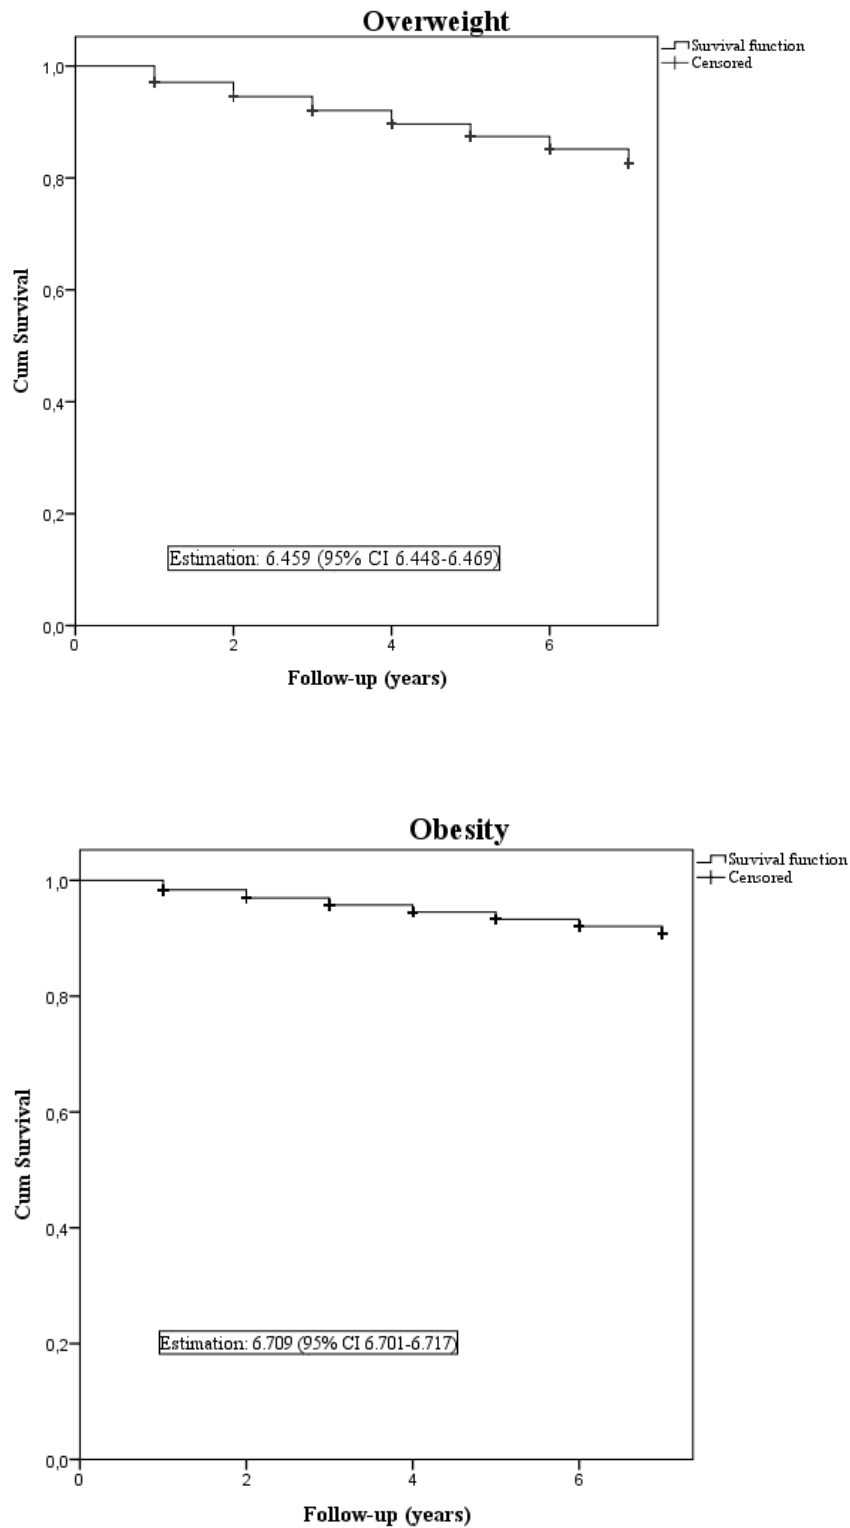 Overweight
Survival function
Censored
1,0
0,8
0,6
0,4
0,2
0,0
Cum Survival
Estimation: 6.459 (95% CI 6.448-6.469)
0 2 4 6
Follow-up (years)
Obesity
Survival function
Censored
1,0
0,8
0,6
0,4
0,2
0,0
Cum Survival
Estimation: 6.709 (95% CI 6.701-6.717)
0 2 4 6
Follow-up (years)